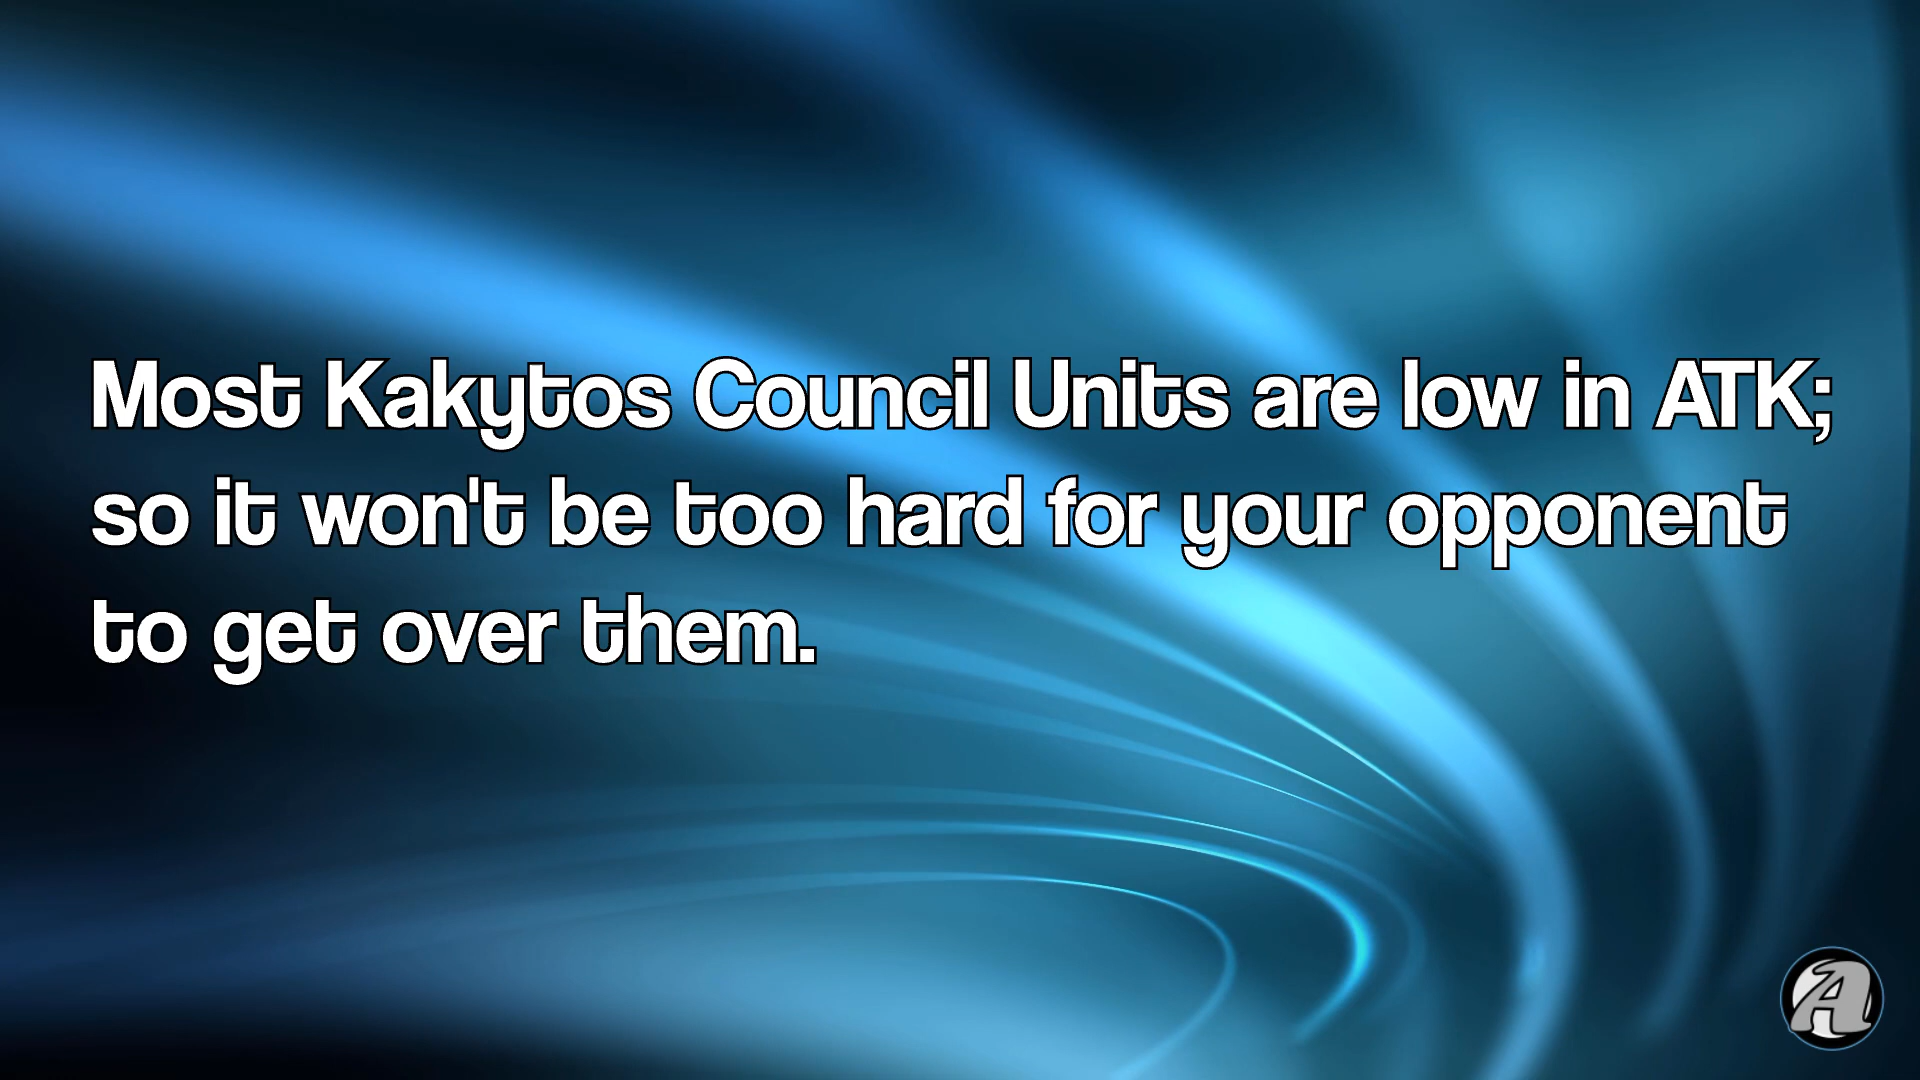 Most Kakytos Council Units are low in ATK;
so it won't be too hard for your opponent
to get over them.
A